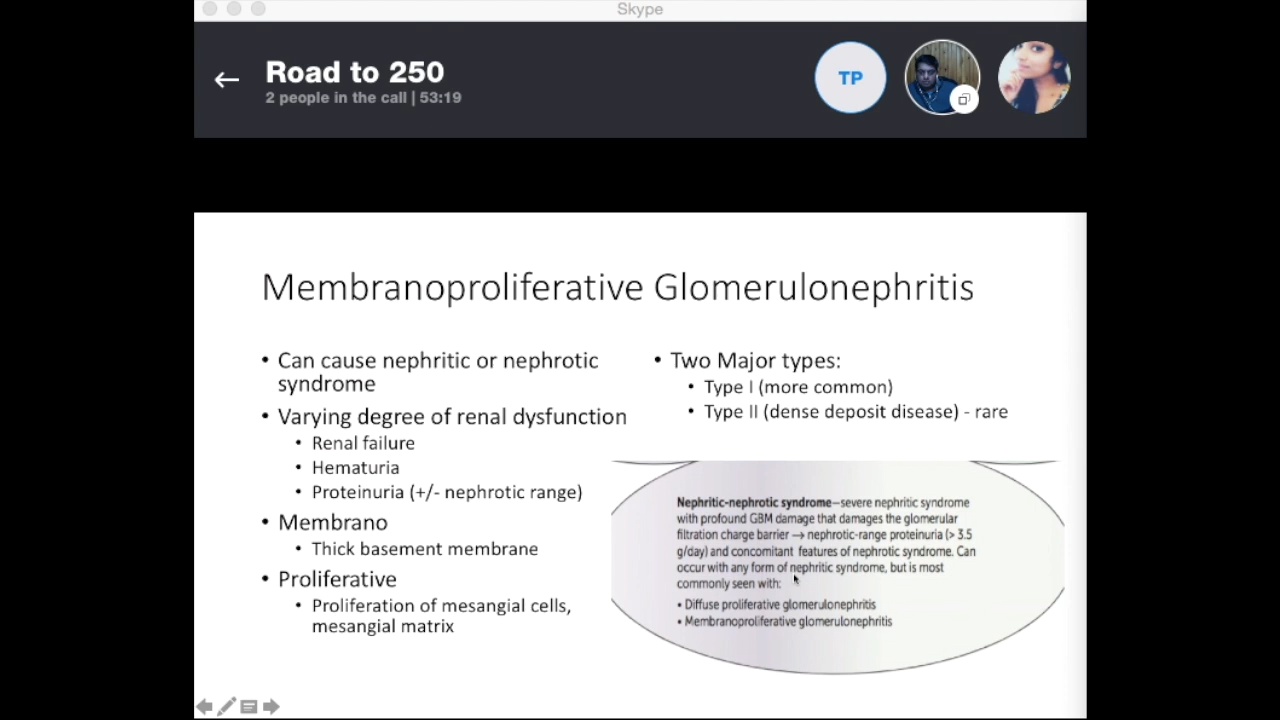 Skype
Road to 250
2 people in the call | 53:19
TP
Membranoproliferative Glomerulonephritis
• Can cause nephritic or nephrotic
syndrome
• Varying degree of renal dysfunction
• Renal failure
• Hematuria
• Proteinuria (+/- nephrotic range)
• Membrano
• Thick basement membrane
• Proliferative
• Proliferation of mesangial cells,
mesangial matrix
• Two Major types:
• Type I (more common)
• Type II (dense deposit disease) - rare
Nephritic-nephrotic syndrome—severe nephritic syndrome
with profound GBM damage that damages the glomerular
filtration charge barrier → nephrotic-range proteinuria (> 3.5
g/day) and concomitant features of nephrotic syndrome. Can
occur with any form of nephritic syndrome, but is most
commonly seen with:
• Diffuse proliferative glomerulonephritis
• Membranoproliferative glomerulonephritis